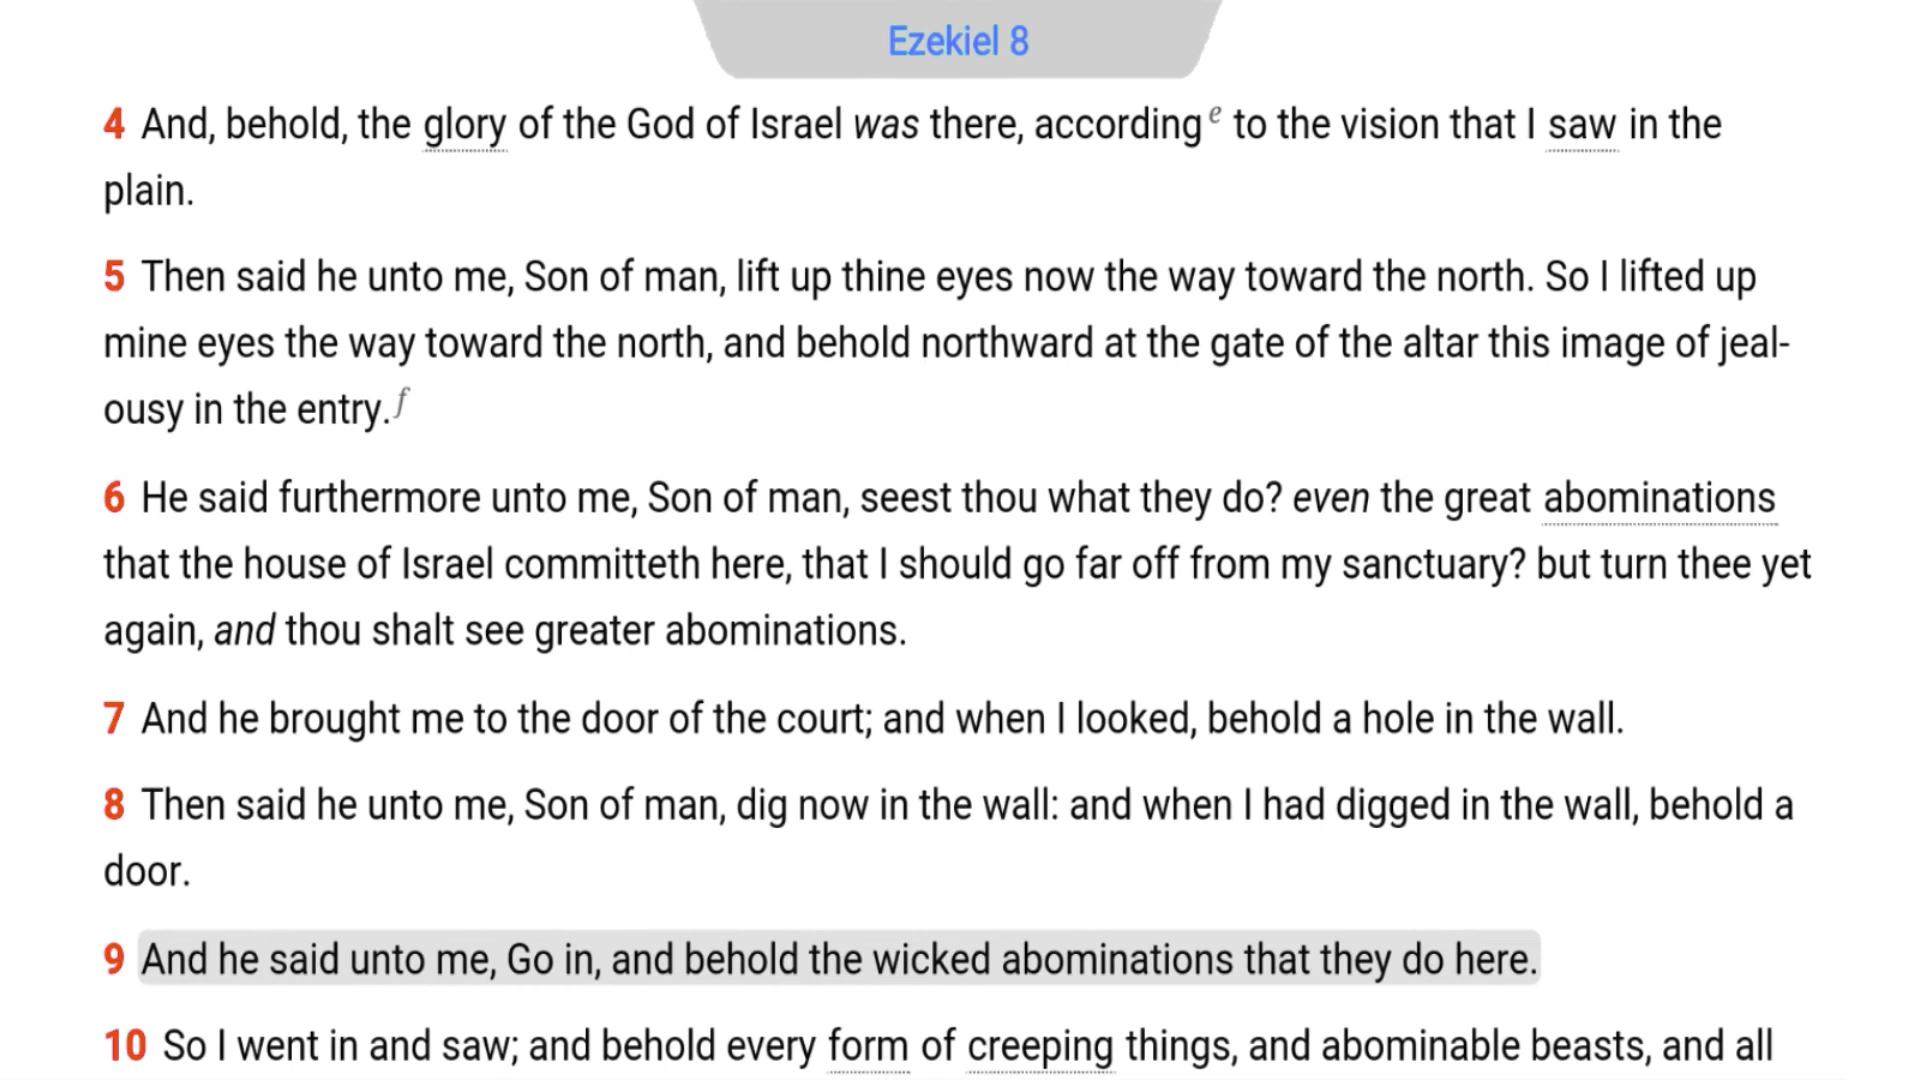 Ezekiel 8
4 And, behold, the glory of the God of Israel was there, according e to the vision that I saw in the
plain.
5 Then said he unto me, Son of man, lift up thine eyes now the way toward the north. So I lifted up
mine eyes the way toward the north, and behold northward at the gate of the altar this image of jeal-
ousy in the entry. f
6 He said furthermore unto me, Son of man, seest thou what they do? even the great abominations
that the house of Israel committeth here, that I should go far off from my sanctuary? but turn thee yet
again, and thou shalt see greater abominations.
7 And he brought me to the door of the court; and when I looked, behold a hole in the wall.
8 Then said he unto me, Son of man, dig now in the wall: and when I had digged in the wall, behold a
door.
9 And he said unto me, Go in, and behold the wicked abominations that they do here.
10 So I went in and saw; and behold every form of creeping things, and abominable beasts, and all